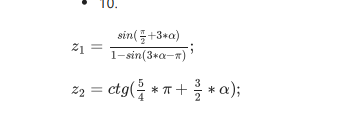 10.
z₁ = sin(π/2+3*α) / 1−sin(3*α−π);
z₂ = ctg(5/4 * π + 3/2 * α);